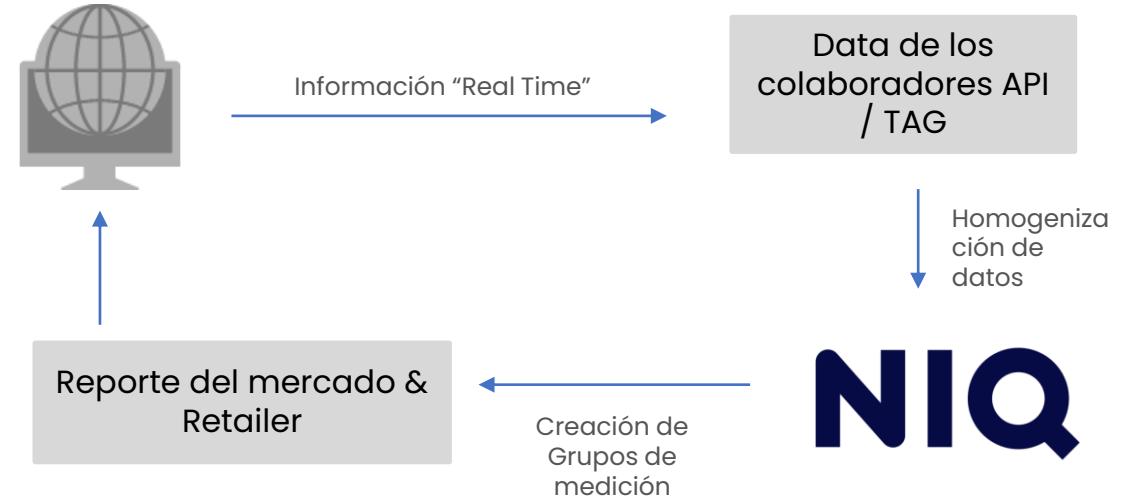 Información “Real Time”
Data de los
colaboradores API
/ TAG
Homogeniza
ción de
datos
NIQ
Creación de
Grupos de
medición
Reporte del mercado &
Retailer